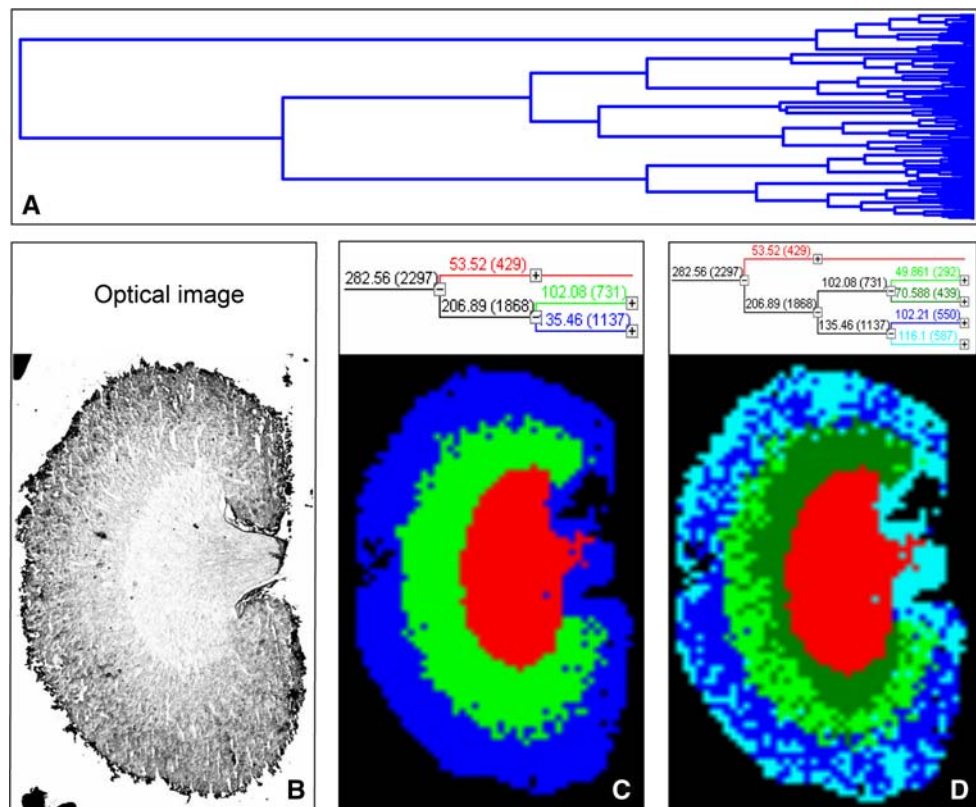 A
Optical image
B
53.52 (429)
282.56 (2297)
102.08 (731)
206.89 (1868)
35.46 (1137)
C
53.52 (429)
282.56 (2297)
49.861 (292)
102.08 (731)
70.588 (439)
206.89 (1868)
102.21 (550)
135.46 (1137)
116.1 (587)
D